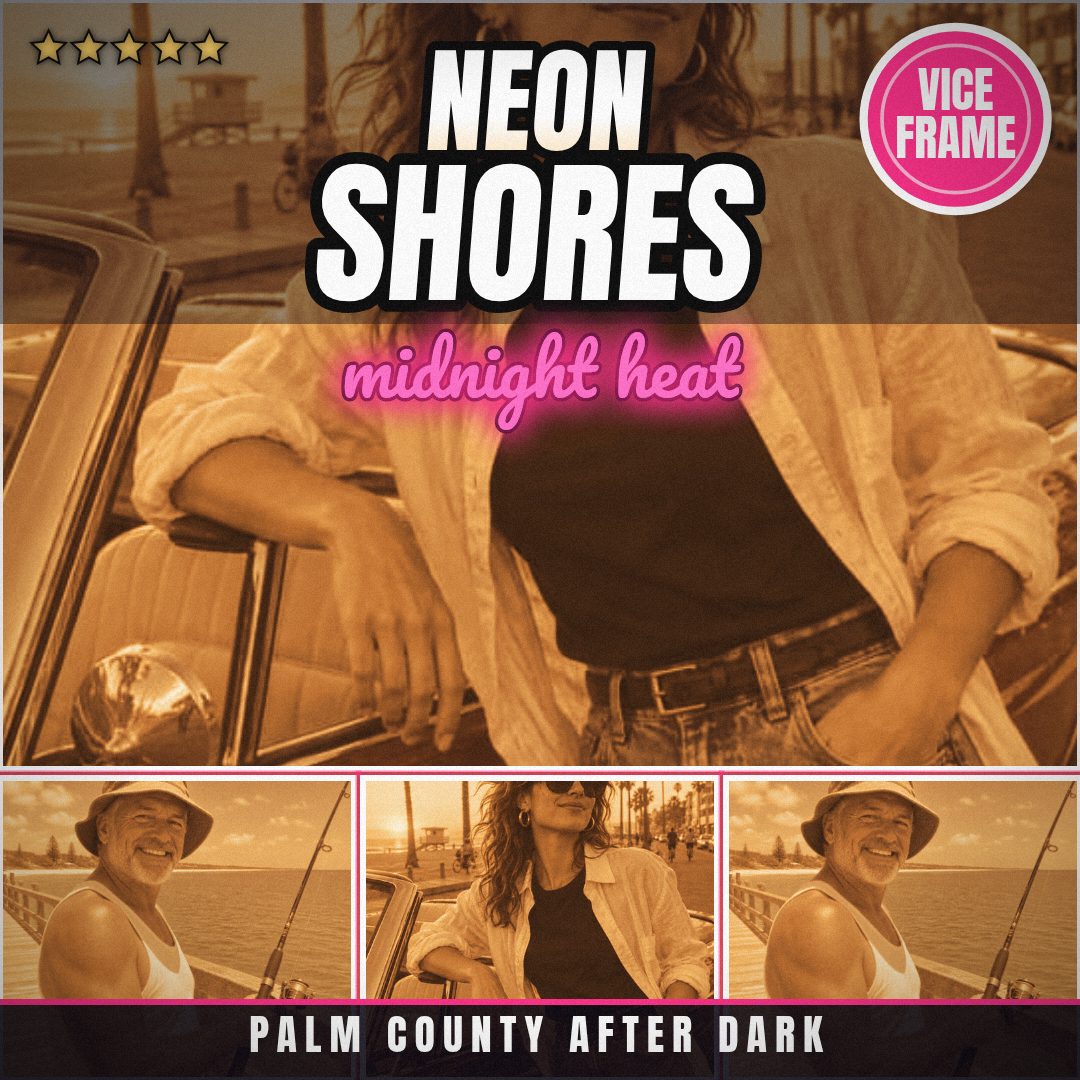 NEON
SHORES
midnight heat
VICE
FRAME
PALM COUNTY AFTER DARK